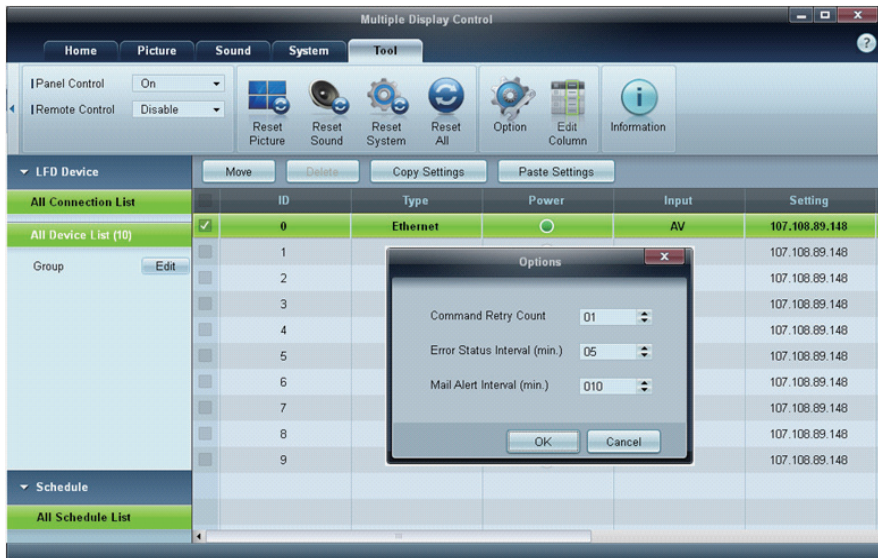 Multiple Display Control
Home Picture Sound System Tool
Panel Control On
Remote Control Disable
Reset Picture
Reset Sound
Reset System
Reset All
Option
Edit Column
Information
LFD Device
Move Delete Copy Settings Paste Settings
All Connection List
ID Type Power Input Setting
All Device List (10)
0 Ethernet AV 107.108.89.148
Group Edit
1 107.108.89.148
2 107.108.89.148
3 107.108.89.148
4 107.108.89.148
5 107.108.89.148
6 107.108.89.148
7 107.108.89.148
8 107.108.89.148
9 107.108.89.148
Options
Command Retry Count 01
Error Status Interval (min.) 05
Mail Alert Interval (min.) 010
OK Cancel
Schedule
All Schedule List